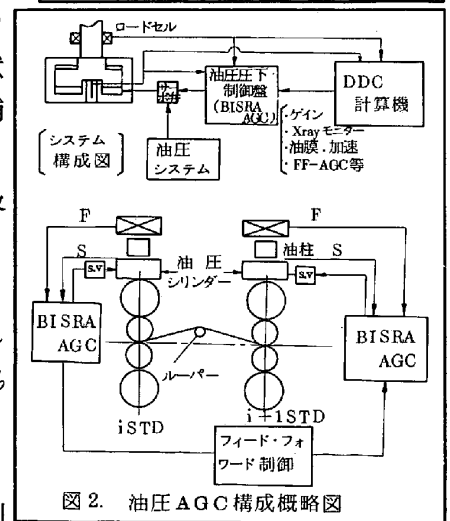 ロードセル
油圧圧下
制御盤
(BISRA
AGC)
DDC
計算機
サーボ弁
油圧
システム
システム
構成図
・ゲイン
・Xray モニター
・油膜．加速
・FF-AGC等
F
F
S
油圧
シリンダー
油柱
S
s.v
s.v
BISRA
AGC
BISRA
AGC
ルーパー
iSTD
i−1STD
フィード・フォ
ワード制御
図2. 油圧AGC構成概略図